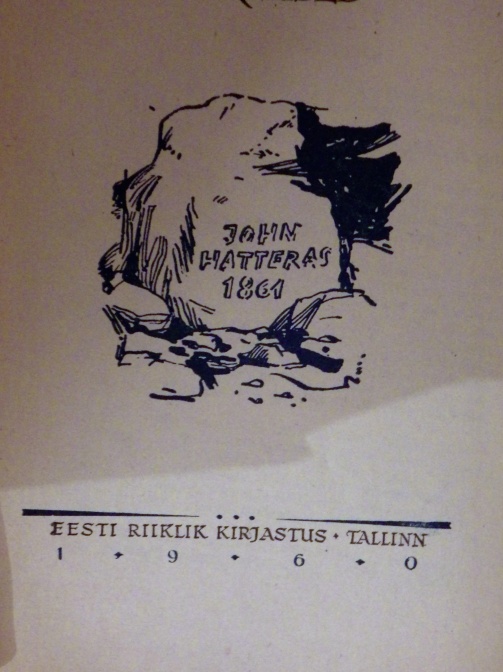 JOHN
HATTERAS
1861
EESTI RIIKLIK KIRJASTUS • TALLINN
1 • 9 • 6 • 0